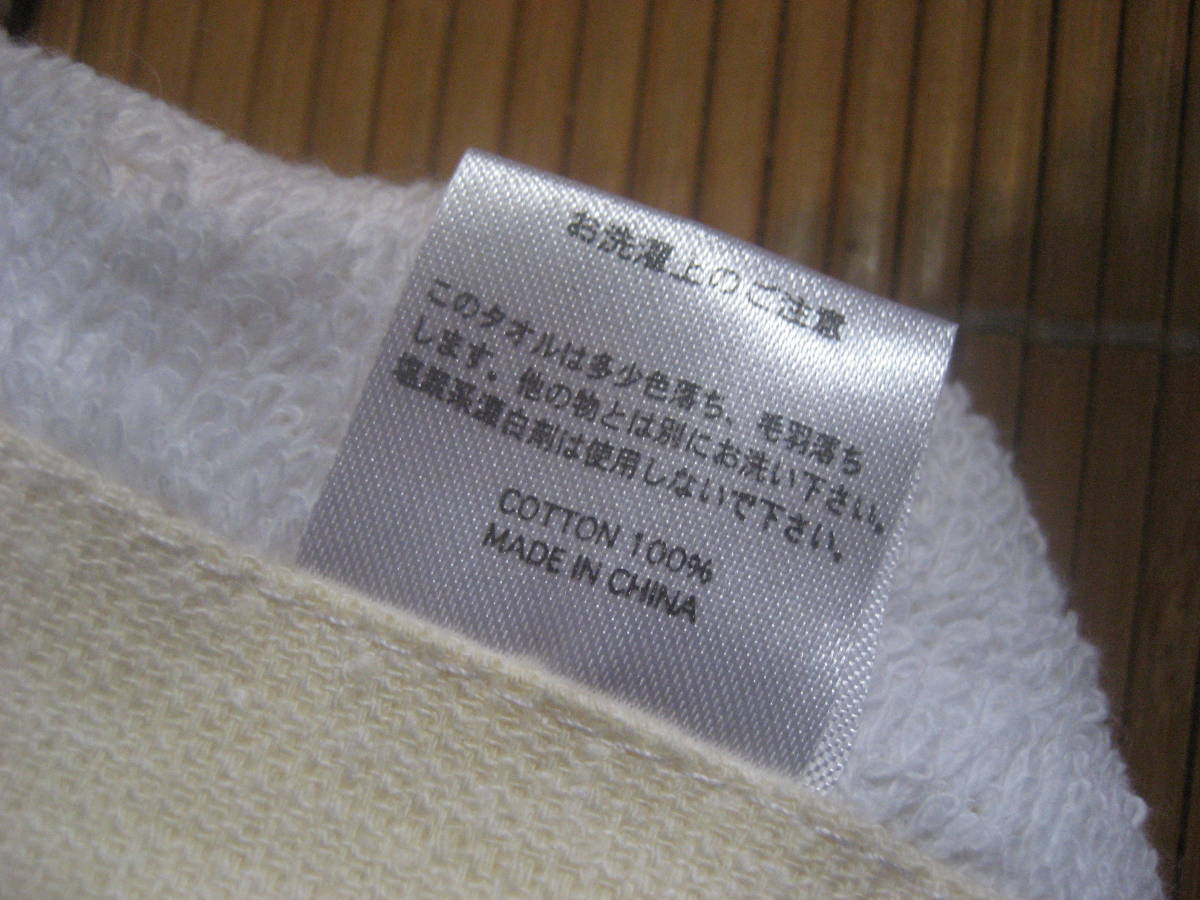 お洗濯上のご注意
このタオルは多少色落ち、毛羽落ち
します。他の物とは別にお洗い下さい。
塩素系漂白剤は使用しないで下さい。
COTTON 100%
MADE IN CHINA